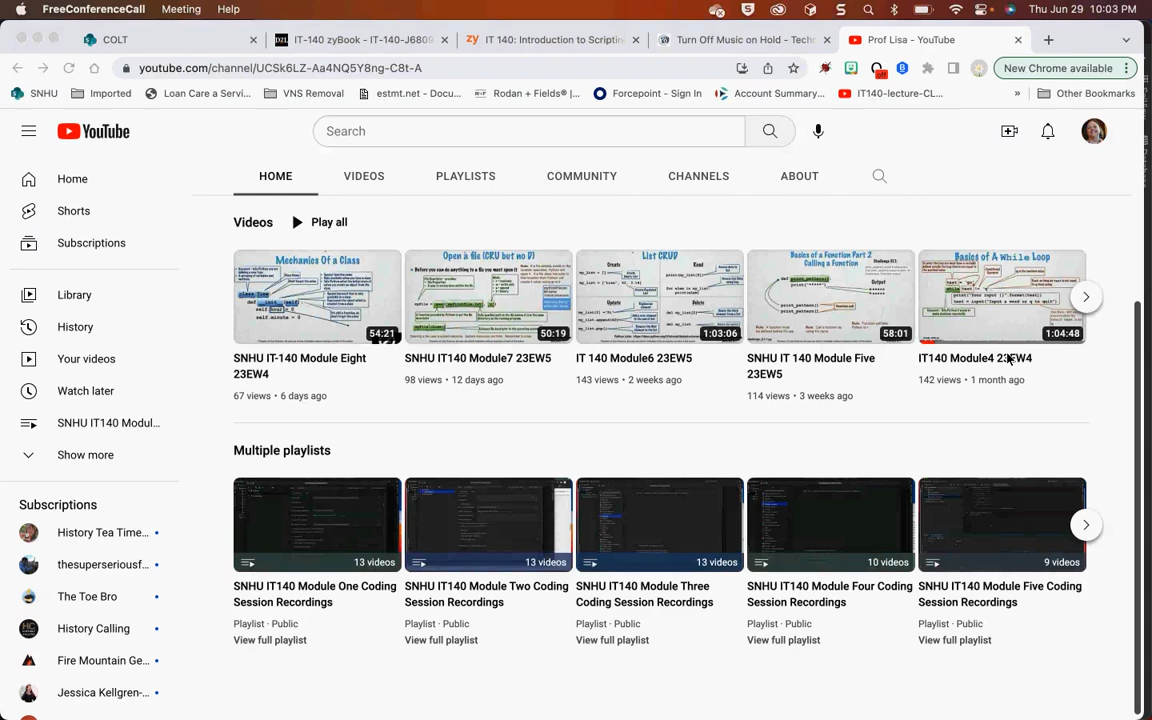 FreeConferenceCall Meeting Help Thu Jun 29 10:03 PM
COLT IT-140 zyBook - IT-140-J6809 IT 140: Introduction to Scriptin Turn Off Music on Hold - Techn Prof Lisa - YouTube
youtube.com/channel/UCSk6LZ-Aa4NQ5Y8ng-C8t-A off New Chrome available
SNHU Imported Loan Care a Servi... VNS Removal estmt.net - Docu... Rodan + Fields®|... Forcepoint - Sign In Account Summary... IT140-lecture-CL... » Other Bookmarks
YouTube Search
HOME VIDEOS PLAYLISTS COMMUNITY CHANNELS ABOUT
Home
Shorts
Subscriptions
Library
History
Your videos
Watch later
SNHU IT140 Modul...
Show more
Subscriptions
History Tea Time...
thesuperseriousf...
The Toe Bro
History Calling
Fire Mountain Ge...
Jessica Kellgren-...
Videos Play all
Mechanics Of a Class
54:21
SNHU IT-140 Module Eight
23EW4
67 views • 6 days ago
Open a file (CRU but no D)
50:19
SNHU IT140 Module7 23EW5
98 views • 12 days ago
List CRUD
1:03:06
IT 140 Module6 23EW5
143 views • 2 weeks ago
Basics of a Function Part 2
Calling a Function
58:01
SNHU IT 140 Module Five
23EW5
114 views • 3 weeks ago
Basics of A While Loop
1:04:48
IT140 Module4 23EW4
142 views • 1 month ago
Multiple playlists
13 videos
SNHU IT140 Module One Coding
Session Recordings
Playlist · Public
View full playlist
13 videos
SNHU IT140 Module Two Coding
Session Recordings
Playlist · Public
View full playlist
13 videos
SNHU IT140 Module Three
Coding Session Recordings
Playlist · Public
View full playlist
10 videos
SNHU IT140 Module Four Coding
Session Recordings
Playlist · Public
View full playlist
9 videos
SNHU IT140 Module Five Coding
Session Recordings
Playlist · Public
View full playlist